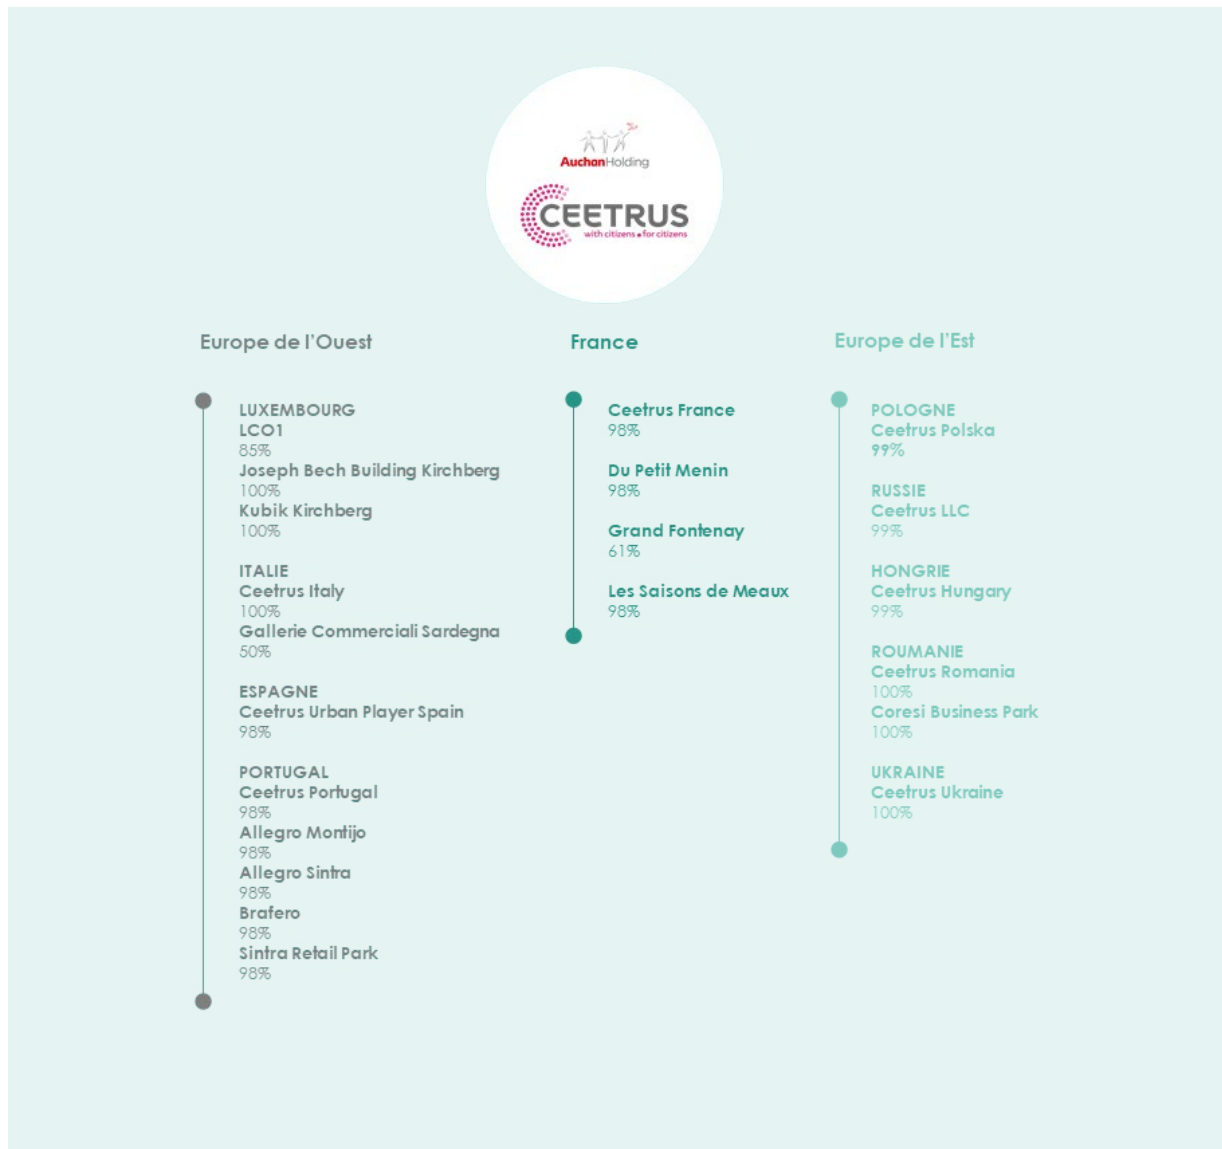 AuchanHolding
CEETRUS
with citizens for citizens
Europe de l'Ouest
LUXEMBOURG
LCO1
85%
Joseph Bech Building Kirchberg
100%
Kubik Kirchberg
100%
ITALIE
Ceetrus Italy
100%
Gallerie Commerciali Sardegna
50%
ESPAGNE
Ceetrus Urban Player Spain
98%
PORTUGAL
Ceetrus Portugal
98%
Allegro Montijo
98%
Allegro Sintra
98%
Brafero
98%
Sintra Retail Park
98%
France
Ceetrus France
98%
Du Petit Menin
98%
Grand Fontenay
61%
Les Saisons de Meaux
98%
Europe de l'Est
POLOGNE
Ceetrus Polska
99%
RUSSIE
Ceetrus LLC
99%
HONGRIE
Ceetrus Hungary
99%
ROUMANIE
Ceetrus Romania
100%
Coresi Business Park
100%
UKRAINE
Ceetrus Ukraine
100%